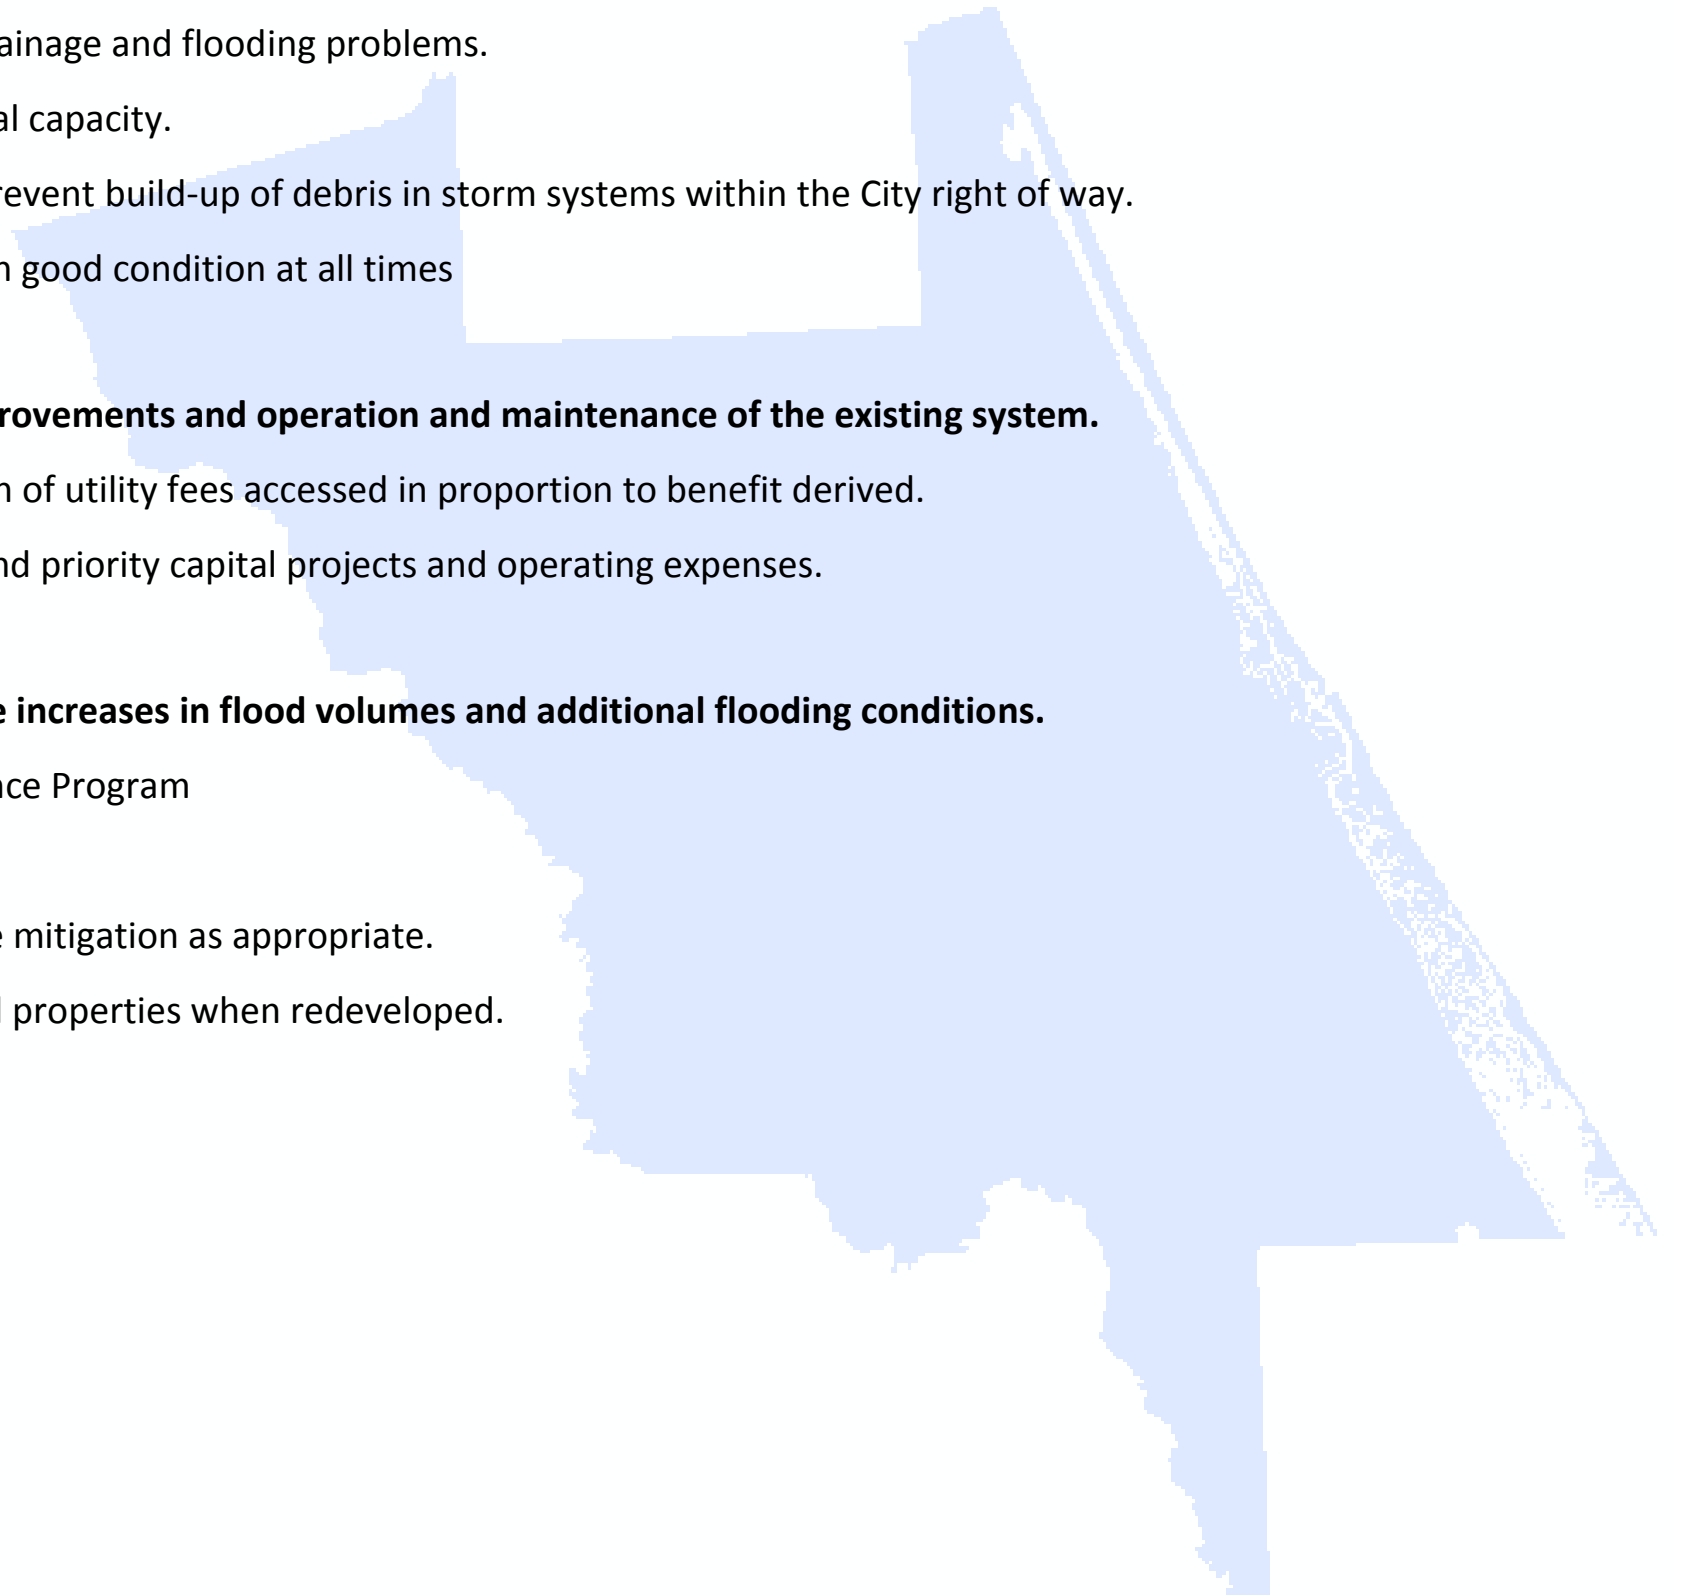 ainage and flooding problems.
al capacity.
revent build-up of debris in storm systems within the City right of way.
n good condition at all times
rovements and operation and maintenance of the existing system.
n of utility fees accessed in proportion to benefit derived.
nd priority capital projects and operating expenses.
e increases in flood volumes and additional flooding conditions.
nce Program
e mitigation as appropriate.
d properties when redeveloped.